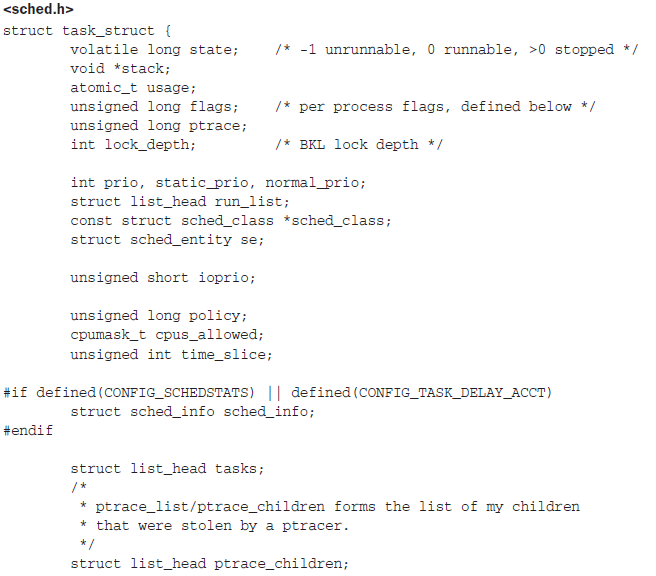 <sched.h>
struct task_struct {
        volatile long state;    /* -1 unrunnable, 0 runnable, >0 stopped */
        void *stack;
        atomic_t usage;
        unsigned long flags;    /* per process flags, defined below */
        unsigned long ptrace;
        int lock_depth;         /* BKL lock depth */

        int prio, static_prio, normal_prio;
        struct list_head run_list;
        const struct sched_class *sched_class;
        struct sched_entity se;

        unsigned short ioprio;

        unsigned long policy;
        cpumask_t cpus_allowed;
        unsigned int time_slice;

#if defined(CONFIG_SCHEDSTATS) || defined(CONFIG_TASK_DELAY_ACCT)
        struct sched_info sched_info;
#endif

        struct list_head tasks;
        /*
         * ptrace_list/ptrace_children forms the list of my children
         * that were stolen by a ptracer.
         */
        struct list_head ptrace_children;